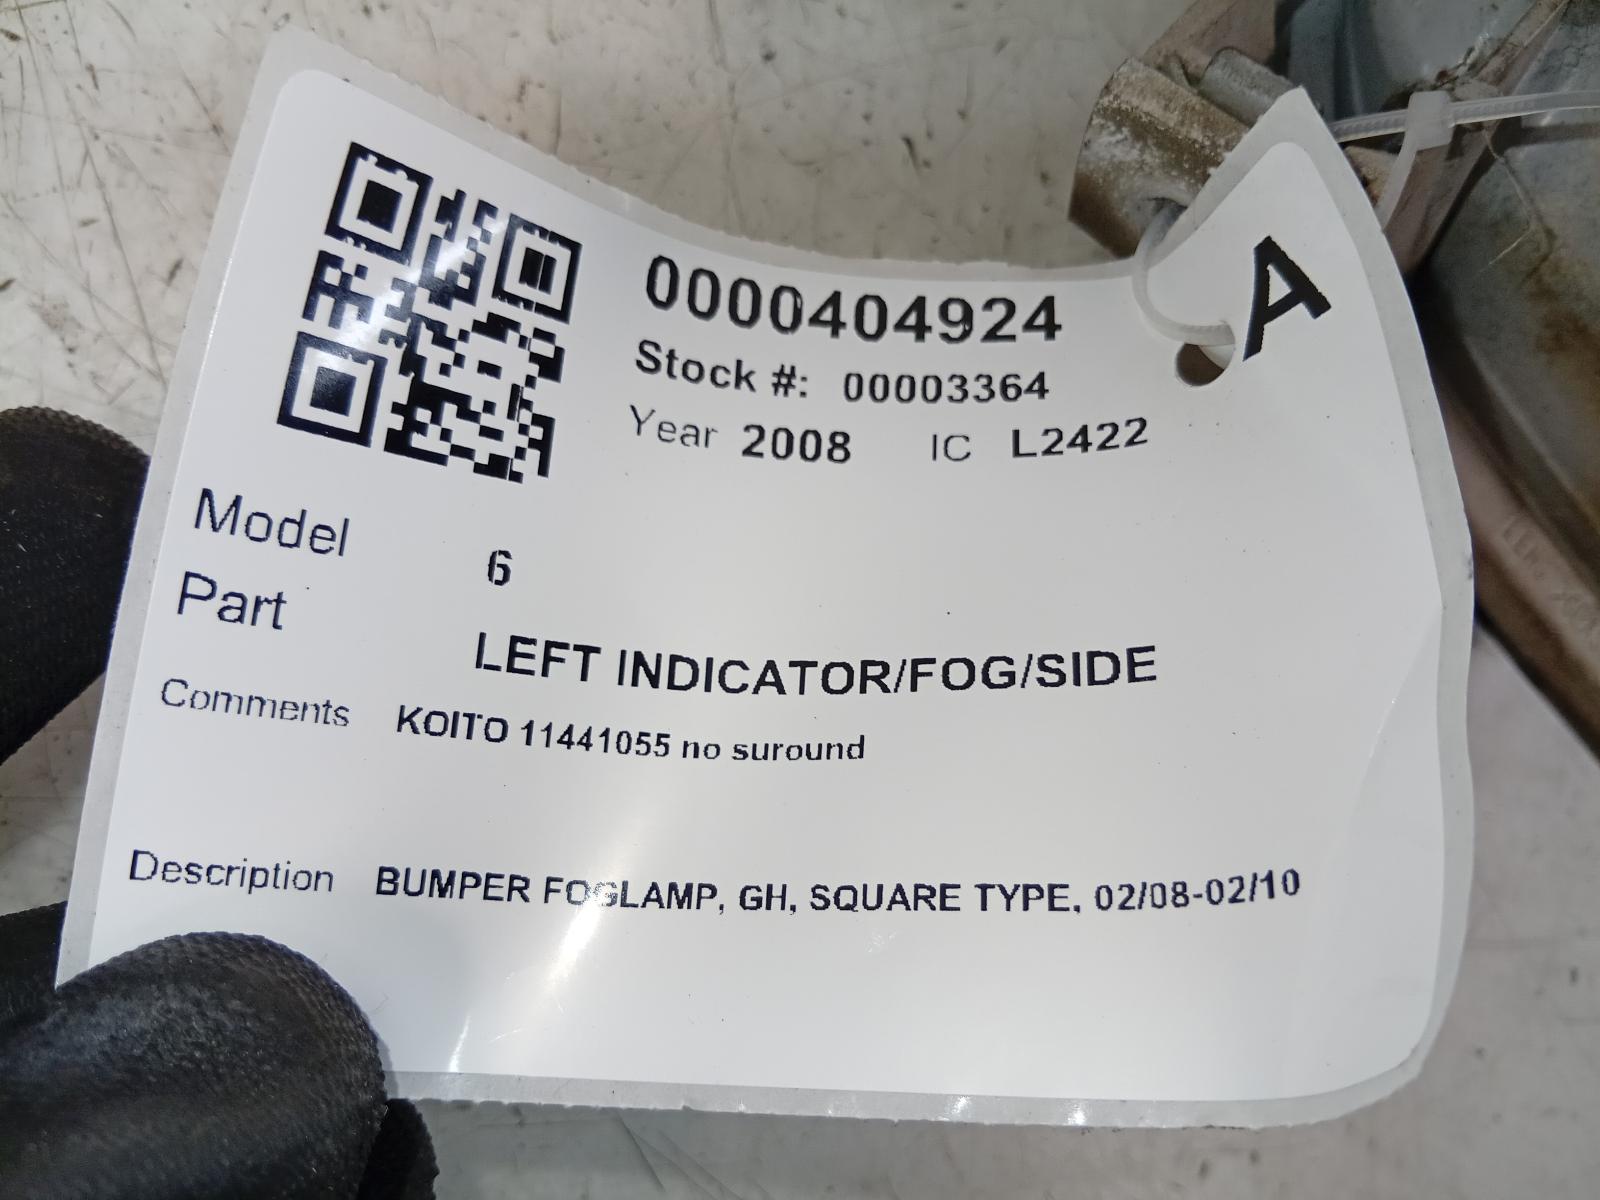 A
0000404924
Stock #: 00003364
Year 2008 IC L2422
Model 6
Part LEFT INDICATOR/FOG/SIDE
Comments KOITO 11441055 no suround
Description BUMPER FOGLAMP, GH, SQUARE TYPE, 02/08-02/10